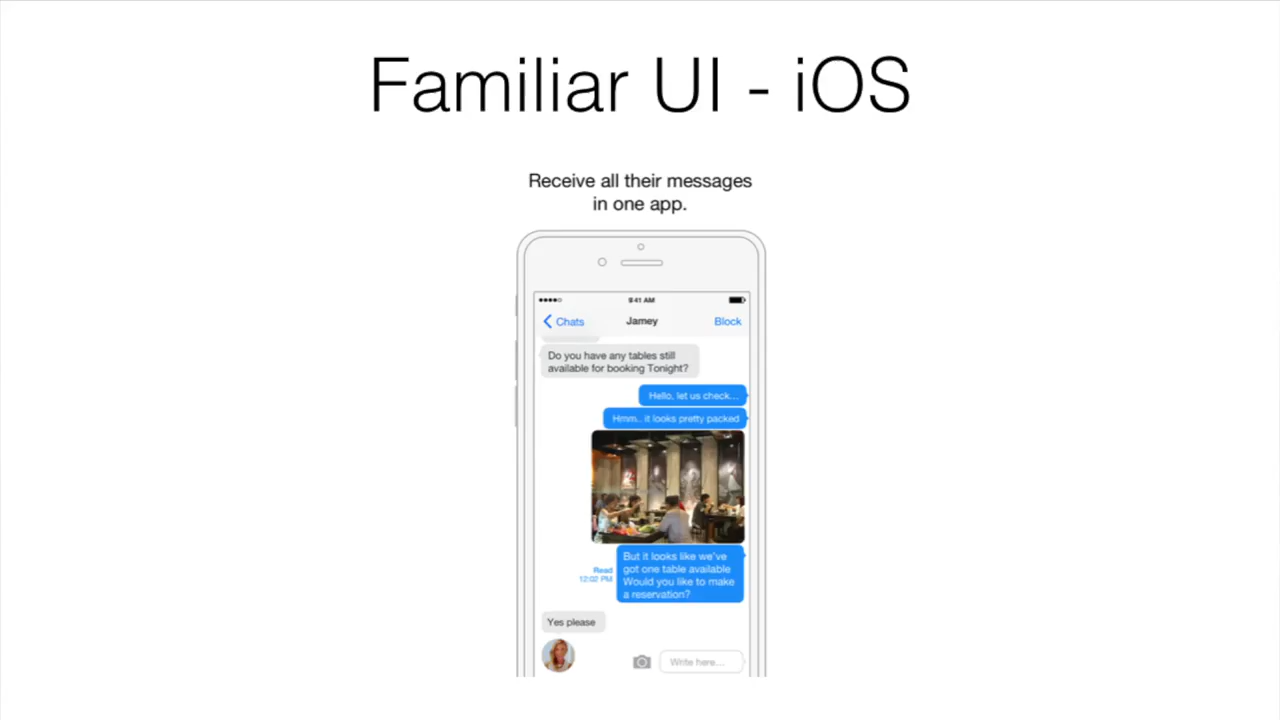 Familiar UI - iOS
Receive all their messages
in one app.
9:41 AM
Chats
Jamey
Block
Do you have any tables still
available for booking Tonight?
Hello, let us check...
Hmm.. it looks pretty packed
But it looks like we've
got one table available
Would you like to make
a reservation?
Read
12:02 PM
Yes please
Write here...